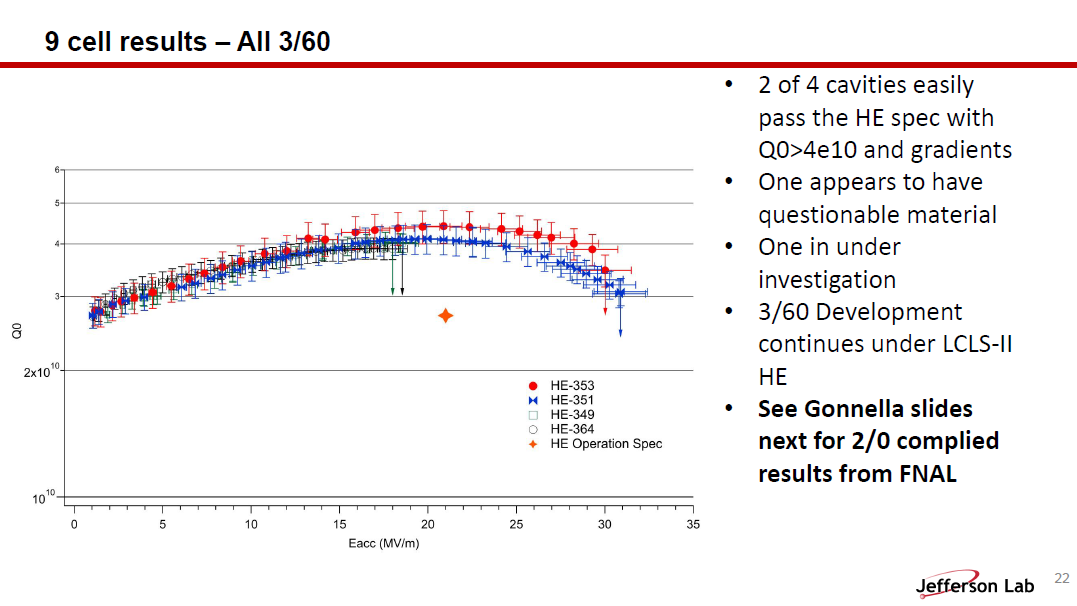 9 cell results – All 3/60
• 2 of 4 cavities easily
pass the HE spec with
Q0>4e10 and gradients
• One appears to have
questionable material
• One in under
investigation
• 3/60 Development
continues under LCLS-II
HE
• See Gonnella slides
next for 2/0 complied
results from FNAL
6
5
4
3
2x10^10
10^10
Q0
HE-353
HE-351
HE-349
HE-364
HE Operation Spec
0 5 10 15 20 25 30 35
Eacc (MV/m)
Jefferson Lab
22